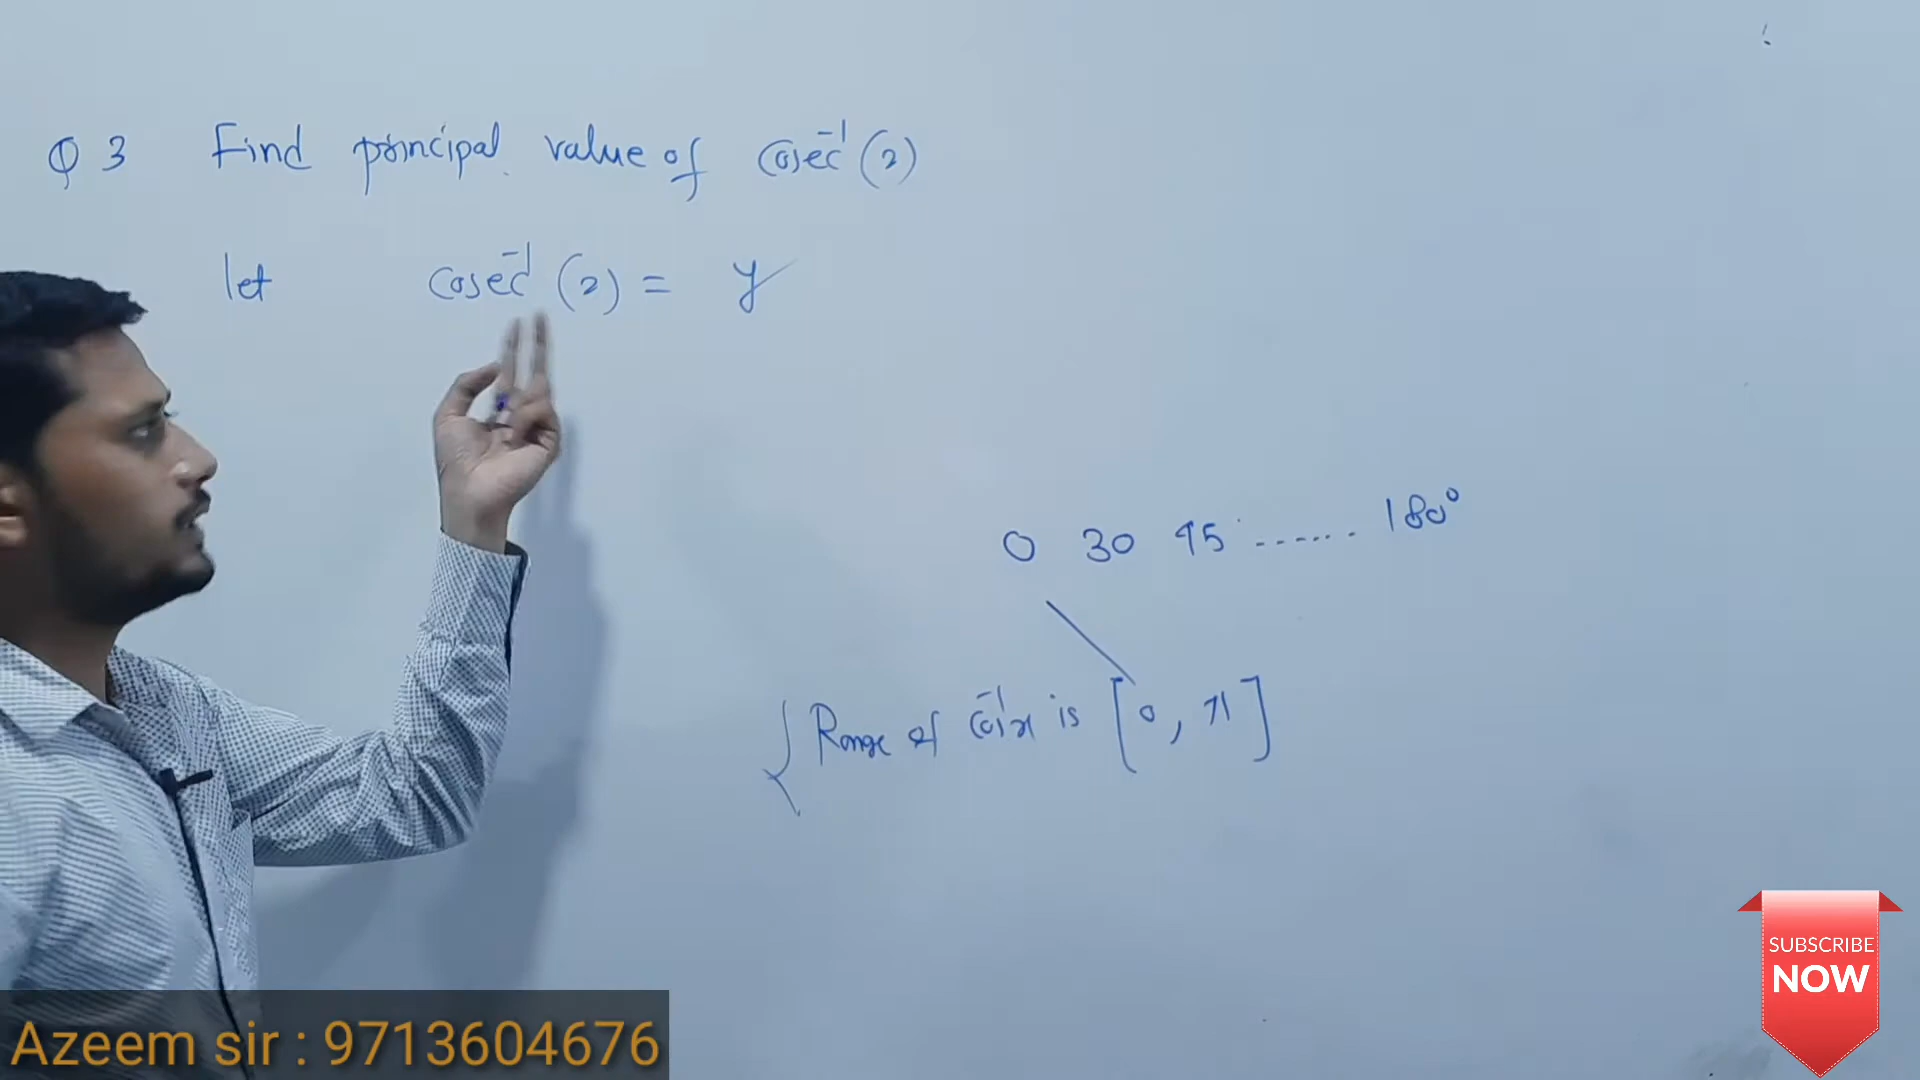 Q 3 Find principal value of Cosec⁻¹ (2)
let Cosec⁻¹ (2) = y
0 30 45 ...... 180°
{ Range of Cos⁻¹x is [0, π]
SUBSCRIBE
NOW
Azeem sir : 9713604676